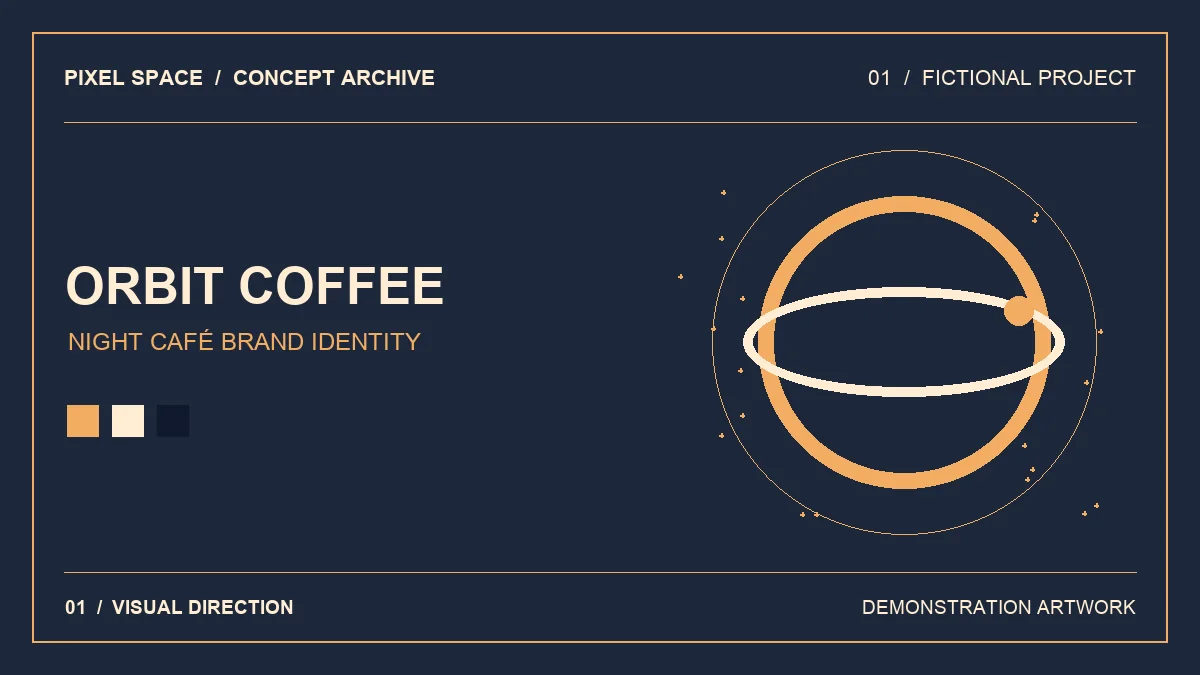 PIXEL SPACE / CONCEPT ARCHIVE
01 / FICTIONAL PROJECT
ORBIT COFFEE
NIGHT CAFÉ BRAND IDENTITY
01 / VISUAL DIRECTION
DEMONSTRATION ARTWORK